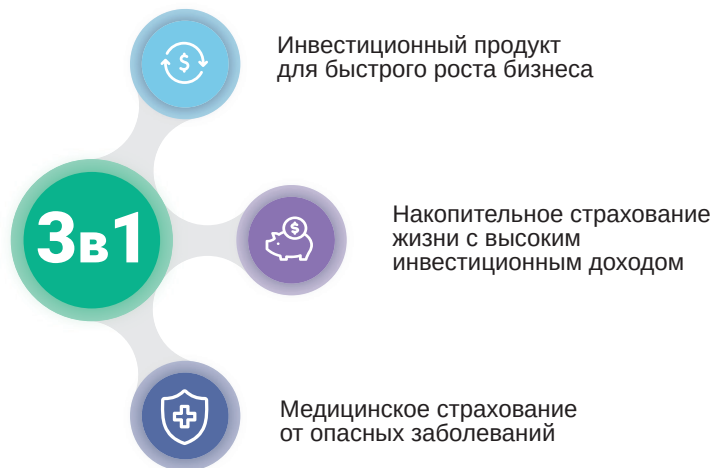 Инвестиционный продукт
для быстрого роста бизнеса
3в1
Накопительное страхование
жизни с высоким
инвестиционным доходом
Медицинское страхование
от опасных заболеваний